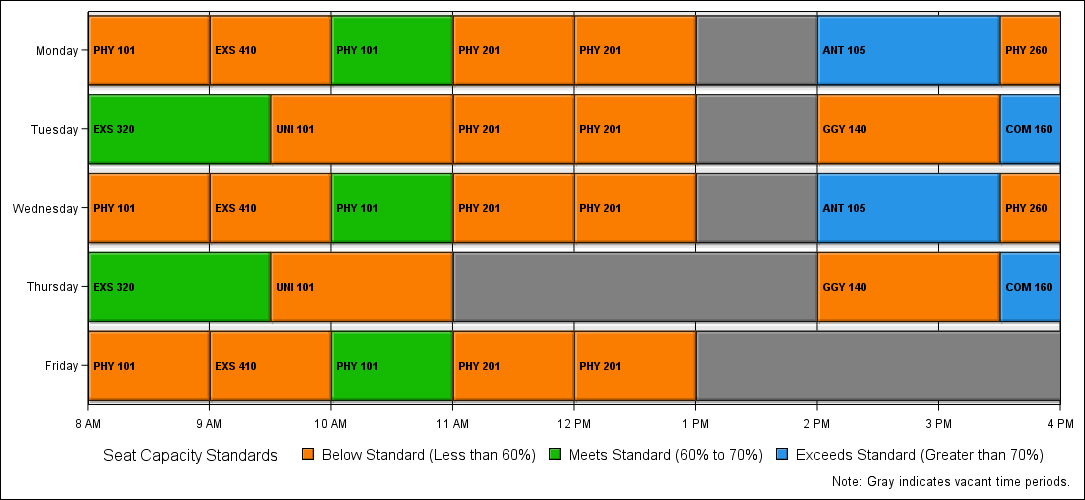 Monday PHY 101 EXS 410 PHY 101 PHY 201 PHY 201 ANT 105 PHY 260
Tuesday EXS 320 UNI 101 PHY 201 PHY 201 GGY 140 COM 160
Wednesday PHY 101 EXS 410 PHY 101 PHY 201 PHY 201 ANT 105 PHY 260
Thursday EXS 320 UNI 101 GGY 140 COM 160
Friday PHY 101 EXS 410 PHY 101 PHY 201 PHY 201
8 AM 9 AM 10 AM 11 AM 12 PM 1 PM 2 PM 3 PM 4 PM
Seat Capacity Standards Below Standard (Less than 60%) Meets Standard (60% to 70%) Exceeds Standard (Greater than 70%)
Note: Gray indicates vacant time periods.